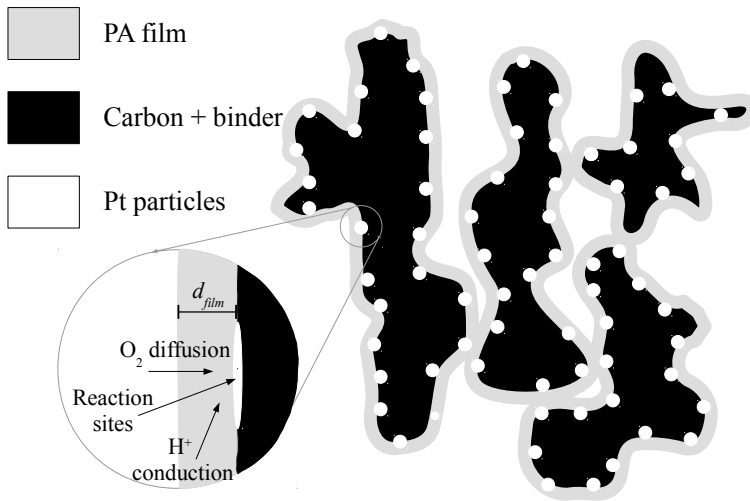 PA film
Carbon + binder
Pt particles
d_film
O₂ diffusion
Reaction
sites
H⁺
conduction